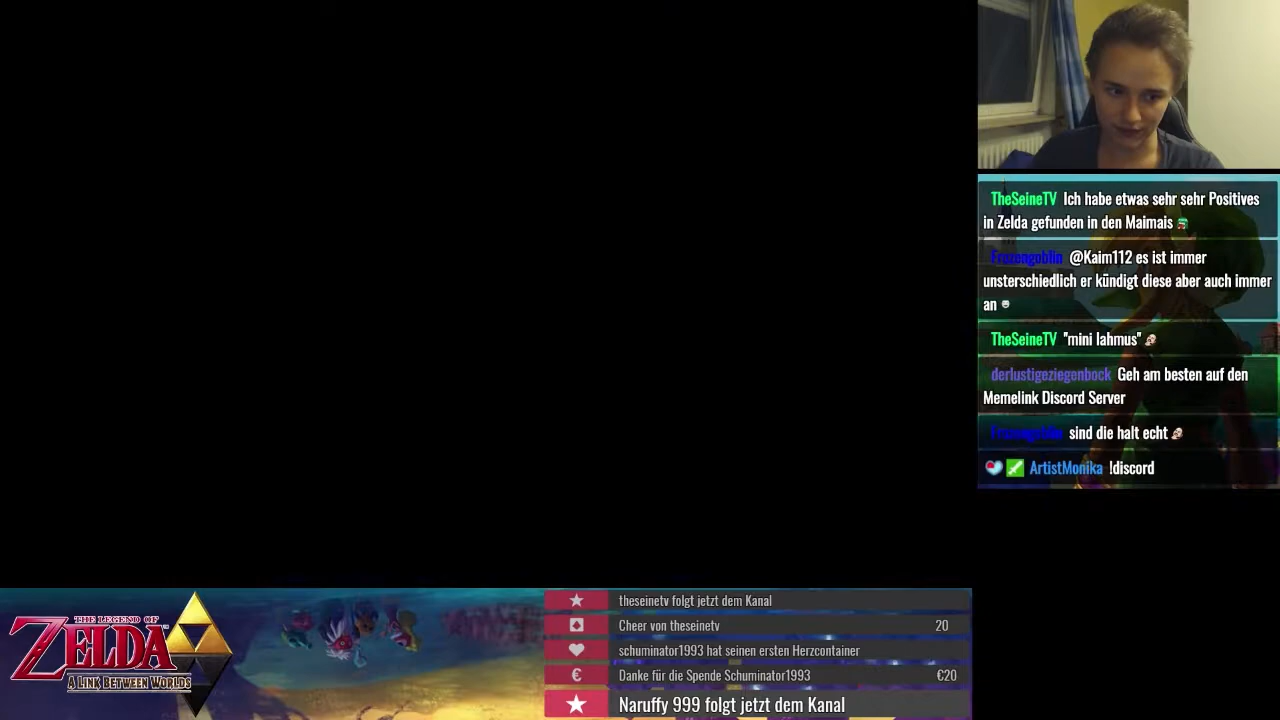 TheSeineTV Ich habe etwas sehr sehr Positives
in Zelda gefunden in den Maimais
Frozengoblin @Kaim112 es ist immer
unsterschiedlich er kündigt diese aber auch immer
an
TheSeineTV "mini lahmus"
derlustigeziegenbock Geh am besten auf den
Memelink Discord Server
Frozengoblin sind die halt echt
ArtistMonika !discord
THE LEGEND OF
ZELDA
A LINK BETWEEN WORLDS
theseinetv folgt jetzt dem Kanal
Cheer von theseinetv 20
schuminator1993 hat seinen ersten Herzcontainer
€ Danke für die Spende Schuminator1993 €20
Naruffy 999 folgt jetzt dem Kanal